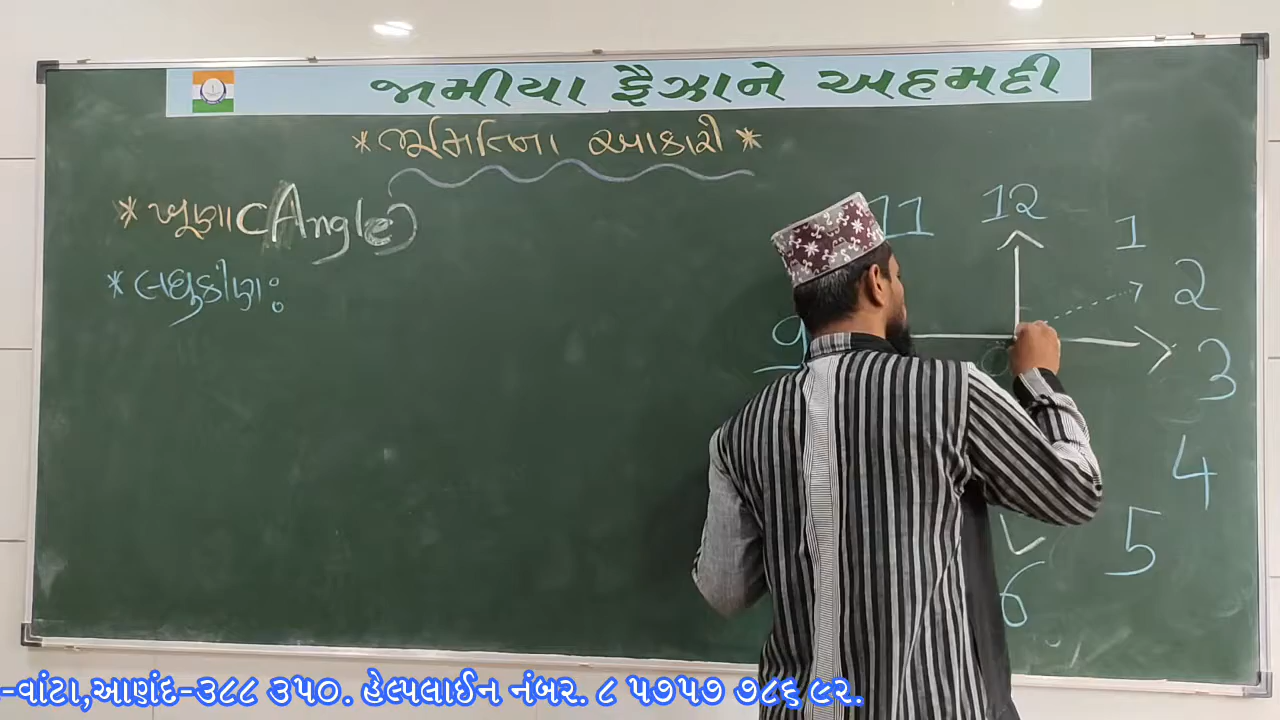 જામીયા ફૈઝાને અહમદી
*ભૂમિતિના આકારો*
*ખૂણા(Angle)
*લઘુકોણ:
11 12 1
2
9 3
4
5
6
-વાંટા,આણંદ-૩૮૮ ૩૫૦. હેલ્પલાઈન નંબર. ૮ ૫૭૫૭ ૭૮૬ ૯૨.